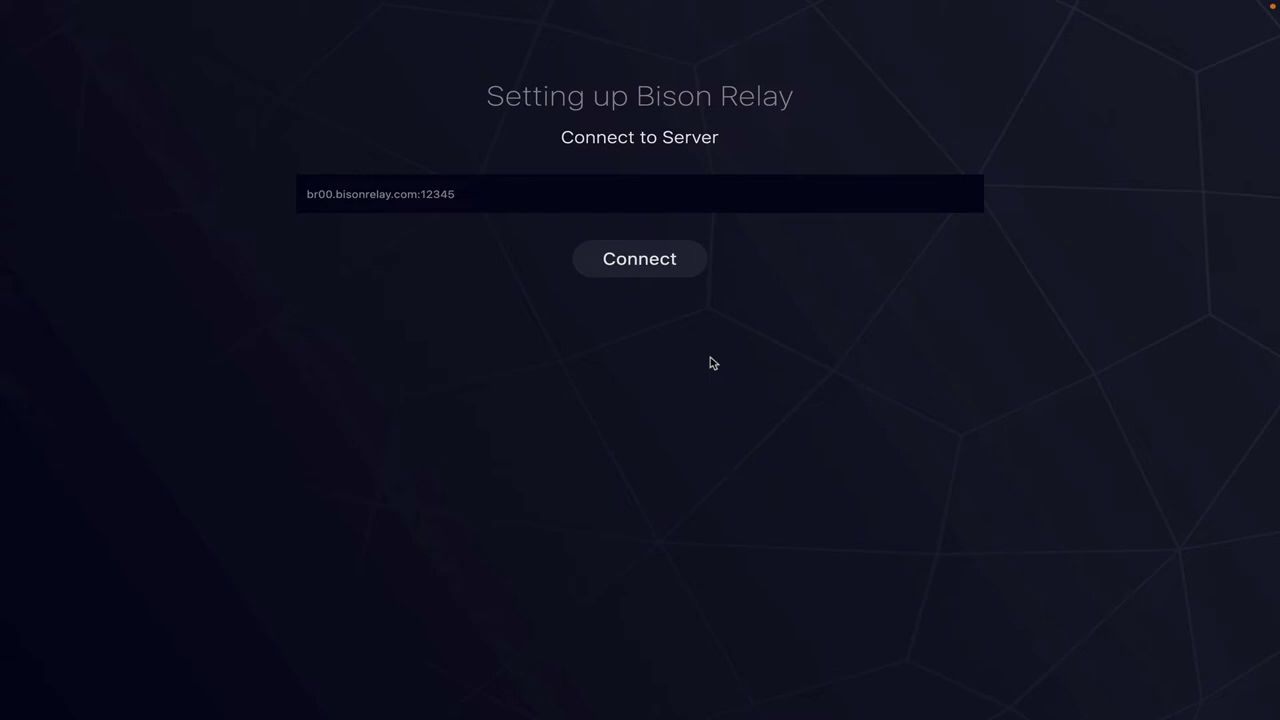 Setting up Bison Relay
Connect to Server
br00.bisonrelay.com:12345
Connect